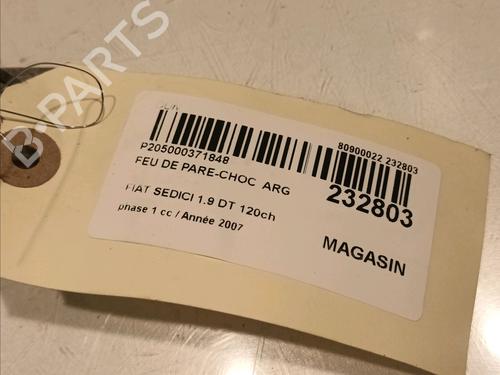 B-PARTS
P205000371848
80900022 232803
FEU DE PARE-CHOC ARG
232803
FIAT SEDICI 1.9 DT 120ch
phase 1 cc / Année 2007
MAGASIN